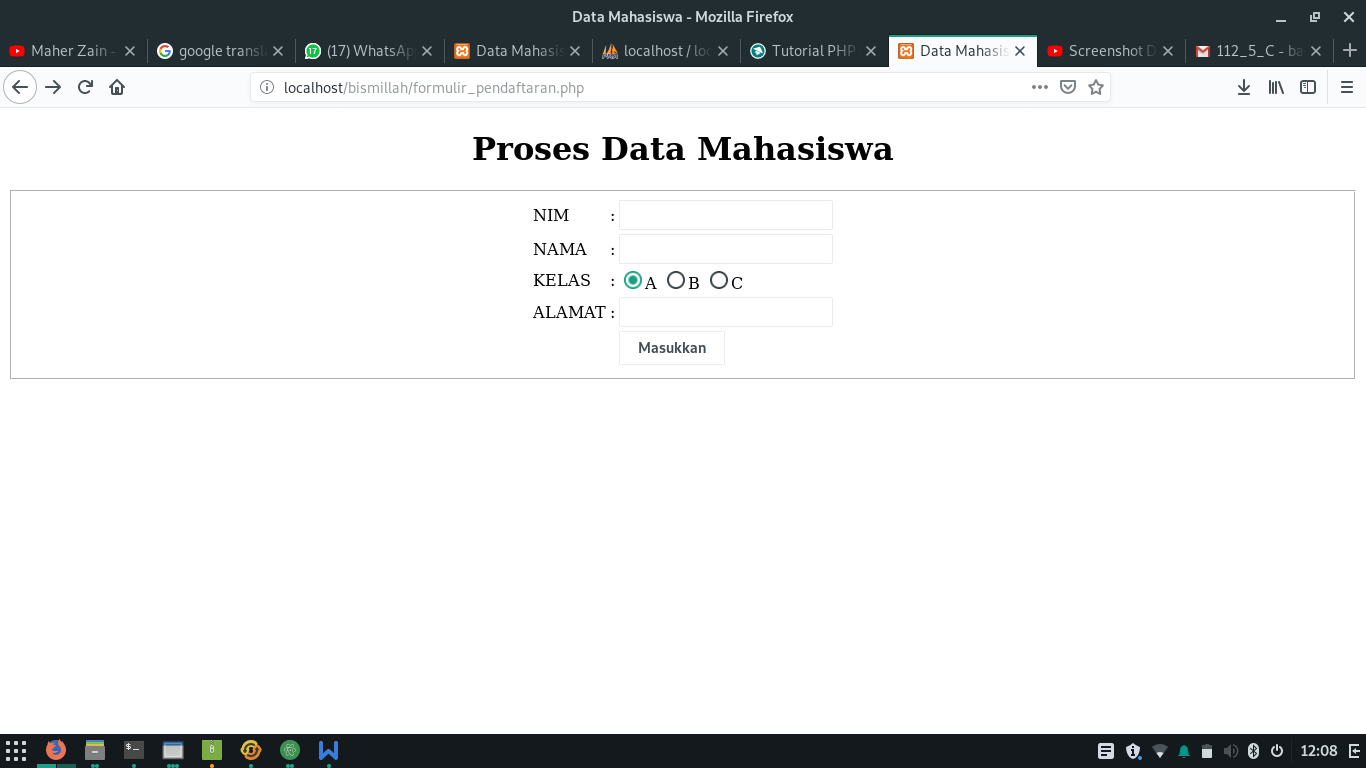 Data Mahasiswa - Mozilla Firefox
Maher Zain -
google transl
(17) WhatsAp
Data Mahasis
localhost / loc
Tutorial PHP
Data Mahasis
Screenshot D
112_5_C - ba
localhost/bismillah/formulir_pendaftaran.php
Proses Data Mahasiswa
NIM :
NAMA :
KELAS : A B C
ALAMAT :
Masukkan
12:08